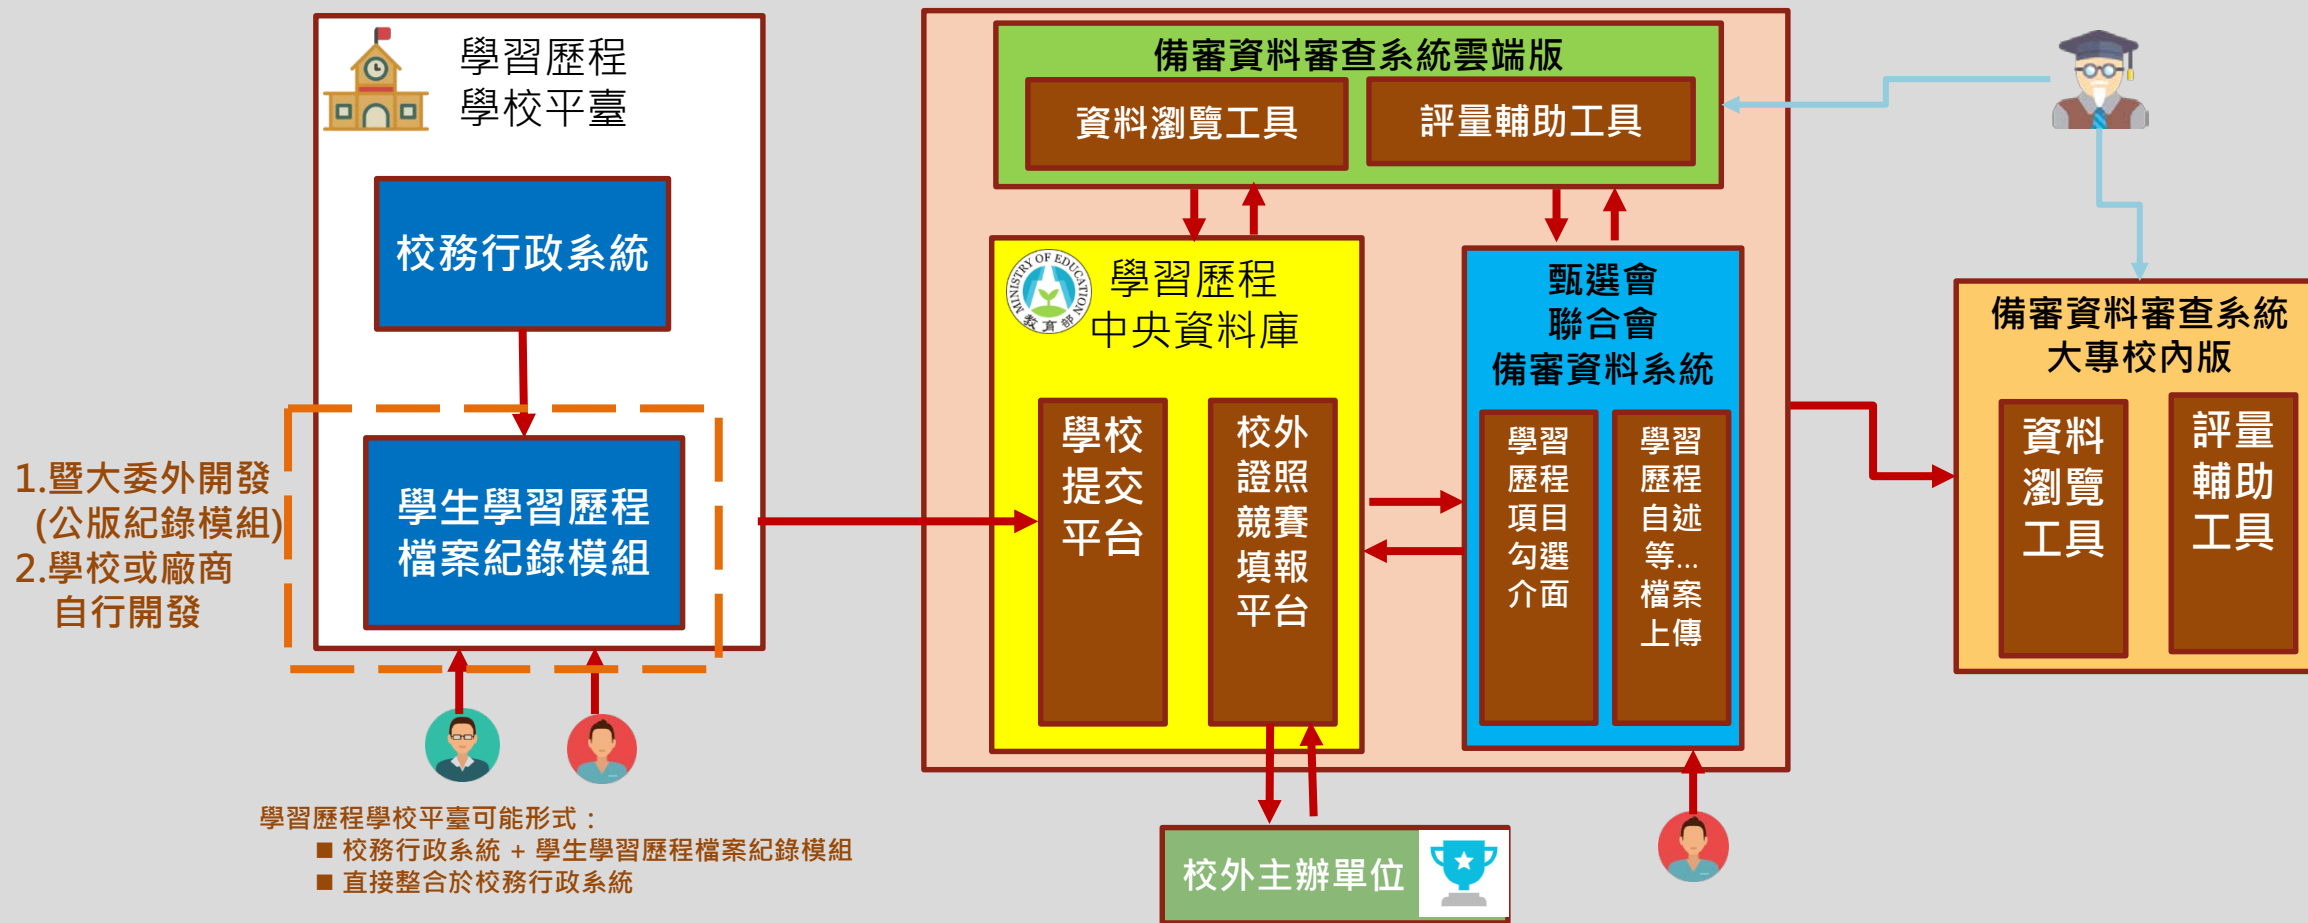 學習歷程
學校平臺
校務行政系統
學生學習歷程
檔案紀錄模組
1.暨大委外開發
(公版紀錄模組)
2.學校或廠商
自行開發
學習歷程學校平臺可能形式：
■ 校務行政系統 + 學生學習歷程檔案紀錄模組
■ 直接整合於校務行政系統
備審資料審查系統雲端版
資料瀏覽工具
評量輔助工具
MINISTRY OF EDUCATION
教育部
學習歷程
中央資料庫
學校
提交
平台
校外
證照
競賽
填報
平台
甄選會
聯合會
備審資料系統
學習
歷程
項目
勾選
介面
學習
歷程
自述
等...
檔案
上傳
校外主辦單位
備審資料審查系統
大專校內版
資料
瀏覽
工具
評量
輔助
工具